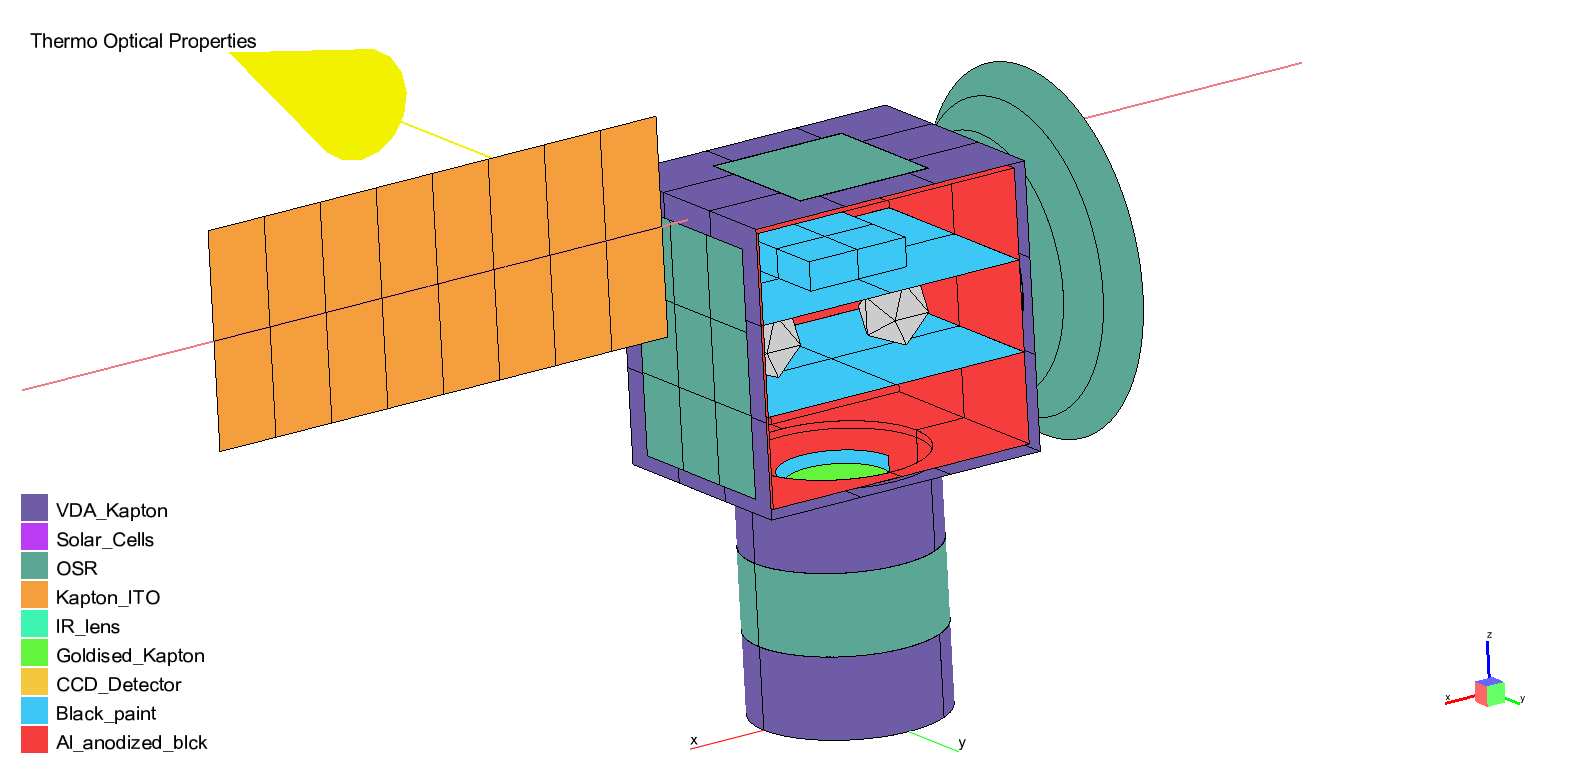 Thermo Optical Properties
VDA_Kapton
Solar_Cells
OSR
Kapton_ITO
IR_lens
Goldised_Kapton
CCD_Detector
Black_paint
Al_anodized_blck
x
y
z
x
y